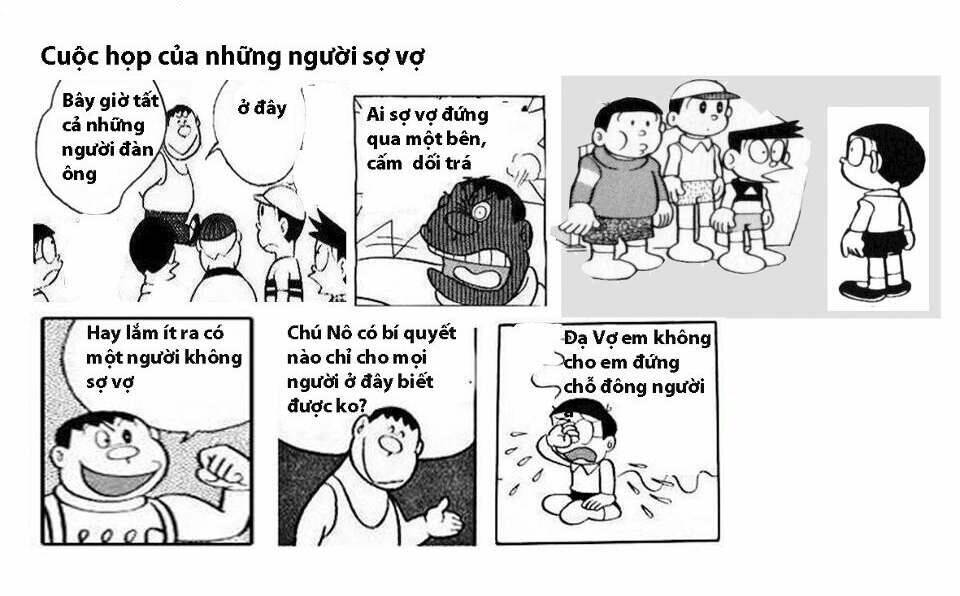 Cuộc họp của những người sợ vợ
Bây giờ tất
cả những
người đàn
ông
ở đây
Ai sợ vợ đứng
qua một bên,
cấm dối trá
Hay lắm ít ra có
một người không
sợ vợ
Chú Nô có bí quyết
nào chỉ cho mọi
người ở đây biết
được ko?
Dạ Vợ em không
cho em đứng
chỗ đông người
ạ